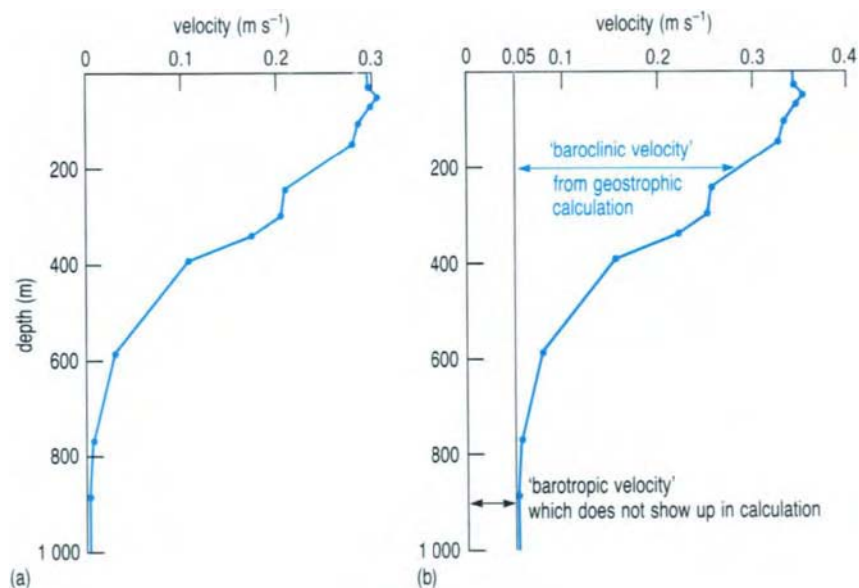 velocity (m s⁻¹)
0 0.1 0.2 0.3
200
400
depth (m)
600
800
1 000
(a)
velocity (m s⁻¹)
0 0.05 0.1 0.2 0.3 0.4
'baroclinic velocity'
200
from geostrophic
calculation
400
600
800
'barotropic velocity'
which does not show up in calculation
1 000
(b)